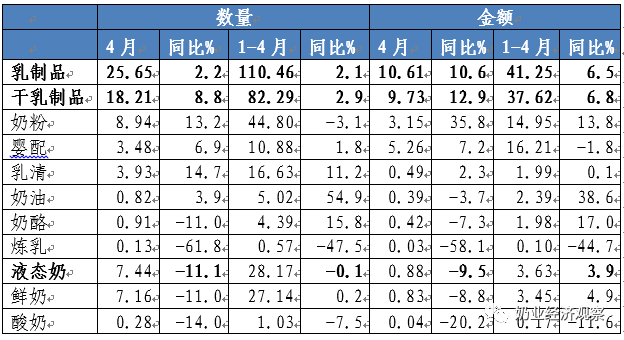 数量 金额
4月 同比% 1-4月 同比% 4月 同比% 1-4月 同比%
乳制品 25.65 2.2 110.46 2.1 10.61 10.6 41.25 6.5
干乳制品 18.21 8.8 82.29 2.9 9.73 12.9 37.62 6.8
奶粉 8.94 13.2 44.80 -3.1 3.15 35.8 14.95 13.8
婴配 3.48 6.9 10.88 1.8 5.26 7.2 16.21 -1.8
乳清 3.93 14.7 16.63 11.2 0.49 2.3 1.99 0.1
奶油 0.82 3.9 5.02 54.9 0.39 -3.7 2.39 38.6
奶酪 0.91 -11.0 4.39 15.8 0.42 -7.3 1.98 17.0
炼乳 0.13 -61.8 0.57 -47.5 0.03 -58.1 0.10 -44.7
液态奶 7.44 -11.1 28.17 -0.1 0.88 -9.5 3.63 3.9
鲜奶 7.16 -11.0 27.14 0.2 0.83 -8.8 3.45 4.9
酸奶 0.28 -14.0 1.03 -7.5 0.04 -20.2 0.17 -11.6
奶业经济观察